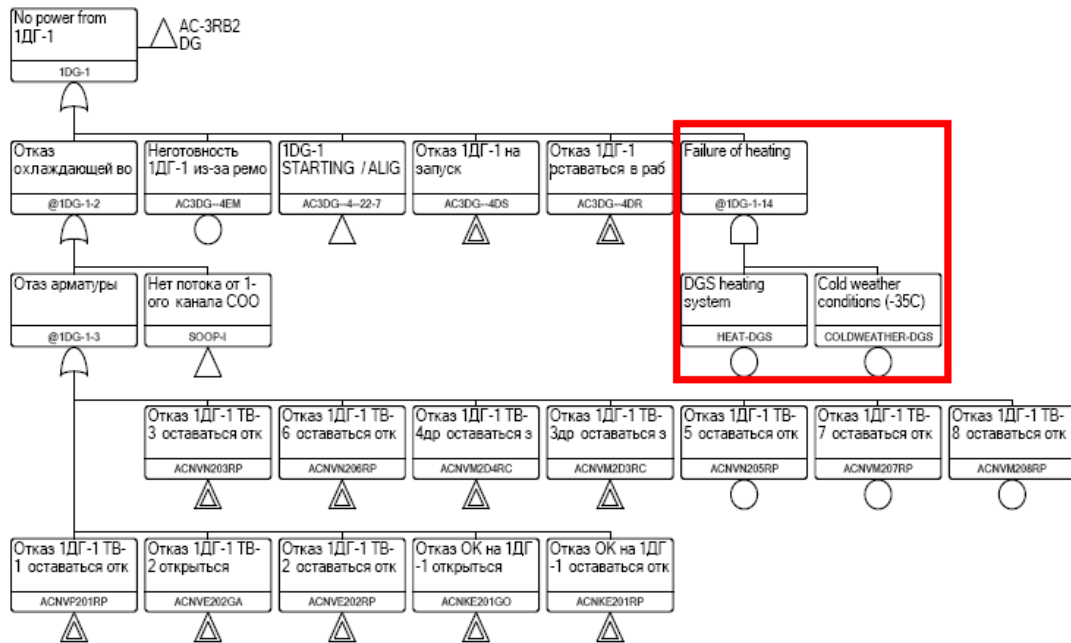 No power from
1ДГ-1
1DG-1
AC-3RB2
DG
Отказ
охлаждающей во
@1DG-1-2
Неготовность
1ДГ-1 из-за ремо
AC3DG--4EM
1DG-1
STARTING / ALIG
AC3DG--4--22-7
Отказ 1ДГ-1 на
запуск
AC3DG--4DS
Отказ 1ДГ-1
рставаться в раб
AC3DG--4DR
Failure of heating
@1DG-1-14
Отаз арматуры
@1DG-1-3
Нет потока от 1-
ого канала СОО
SOOP-I
DGS heating
system
HEAT-DGS
Cold weather
conditions (-35C)
COLDWEATHER-DGS
Отказ 1ДГ-1 ТВ-
3 оставаться отк
ACNVN203RP
Отказ 1ДГ-1 ТВ-
6 оставаться отк
ACNVN206RP
Отказ 1ДГ-1 ТВ-
4др оставаться з
ACNVM2D4RC
Отказ 1ДГ-1 ТВ-
3др оставаться з
ACNVM2D3RC
Отказ 1ДГ-1 ТВ-
5 оставаться отк
ACNVN205RP
Отказ 1ДГ-1 ТВ-
7 оставаться отк
ACNVM207RP
Отказ 1ДГ-1 ТВ-
8 оставаться отк
ACNVM208RP
Отказ 1ДГ-1 ТВ-
1 оставаться отк
ACNVP201RP
Отказ 1ДГ-1 ТВ-
2 открыться
ACNVE202GA
Отказ 1ДГ-1 ТВ-
2 оставаться отк
ACNVE202RP
Отказ ОК на 1ДГ
-1 открыться
ACNKE201GO
Отказ ОК на 1ДГ
-1 оставаться отк
ACNKE201RP